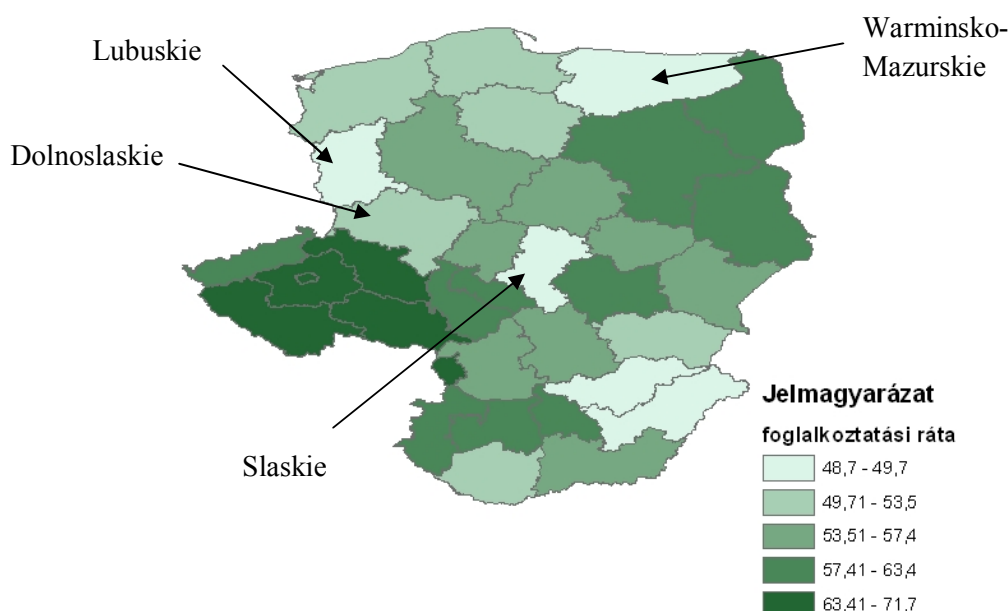 Warminsko-
Mazurskie
Lubuskie
Dolnoslaskie
Slaskie
Jelmagyarázat
foglalkoztatási ráta
48,7 - 49,7
49,71 - 53,5
53,51 - 57,4
57,41 - 63,4
63,41 - 71,7